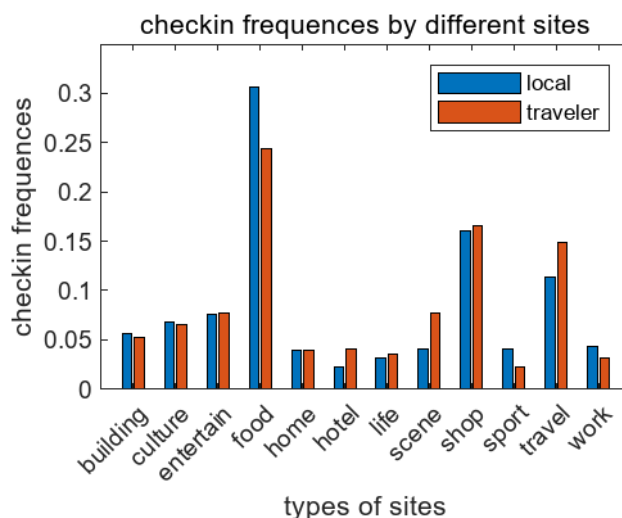 checkin frequences by different sites
local
traveler
checkin frequences
0.3
0.25
0.2
0.15
0.1
0.05
0
building
culture
entertain
food
home
hotel
life
scene
shop
sport
travel
work
types of sites